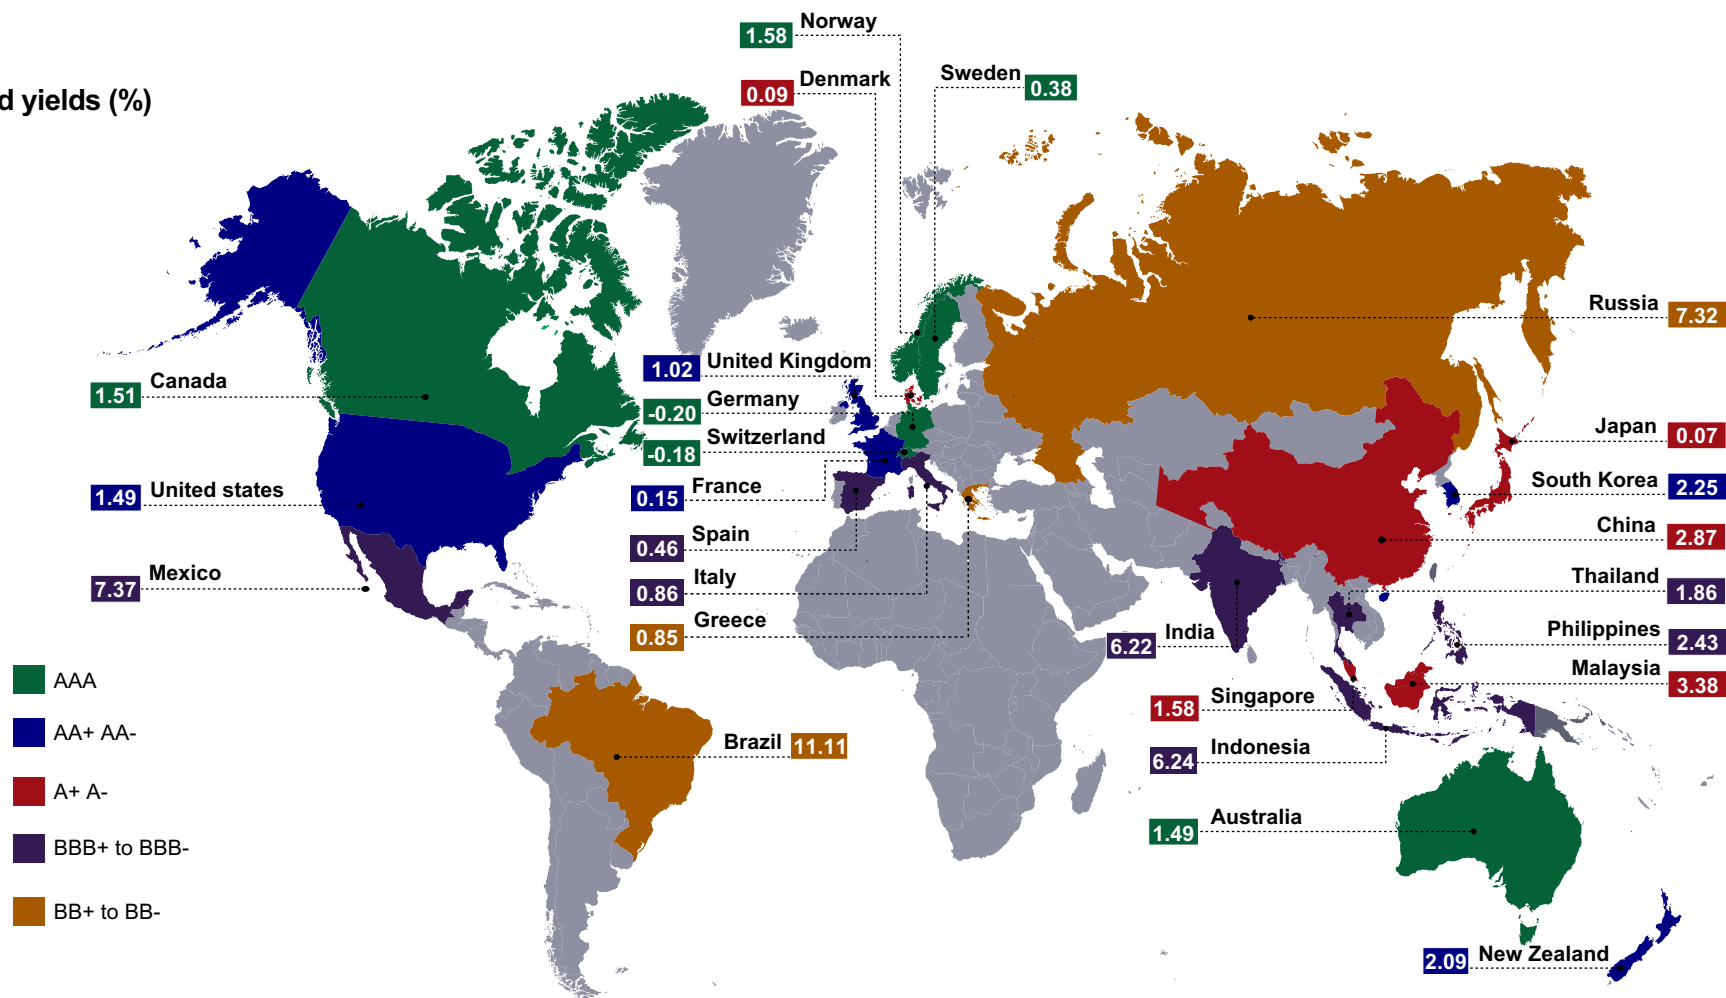 d yields (%)
Norway
1.58
Denmark
0.09
Sweden
0.38
Russia
7.32
Canada
1.51
United Kingdom
1.02
Germany
-0.20
Switzerland
-0.18
France
0.15
Spain
0.46
Italy
0.86
Greece
0.85
United states
1.49
Mexico
7.37
Japan
0.07
South Korea
2.25
China
2.87
Thailand
1.86
Philippines
2.43
Malaysia
3.38
India
6.22
Singapore
1.58
Indonesia
6.24
Brazil
11.11
Australia
1.49
New Zealand
2.09
AAA
AA+ AA-
A+ A-
BBB+ to BBB-
BB+ to BB-